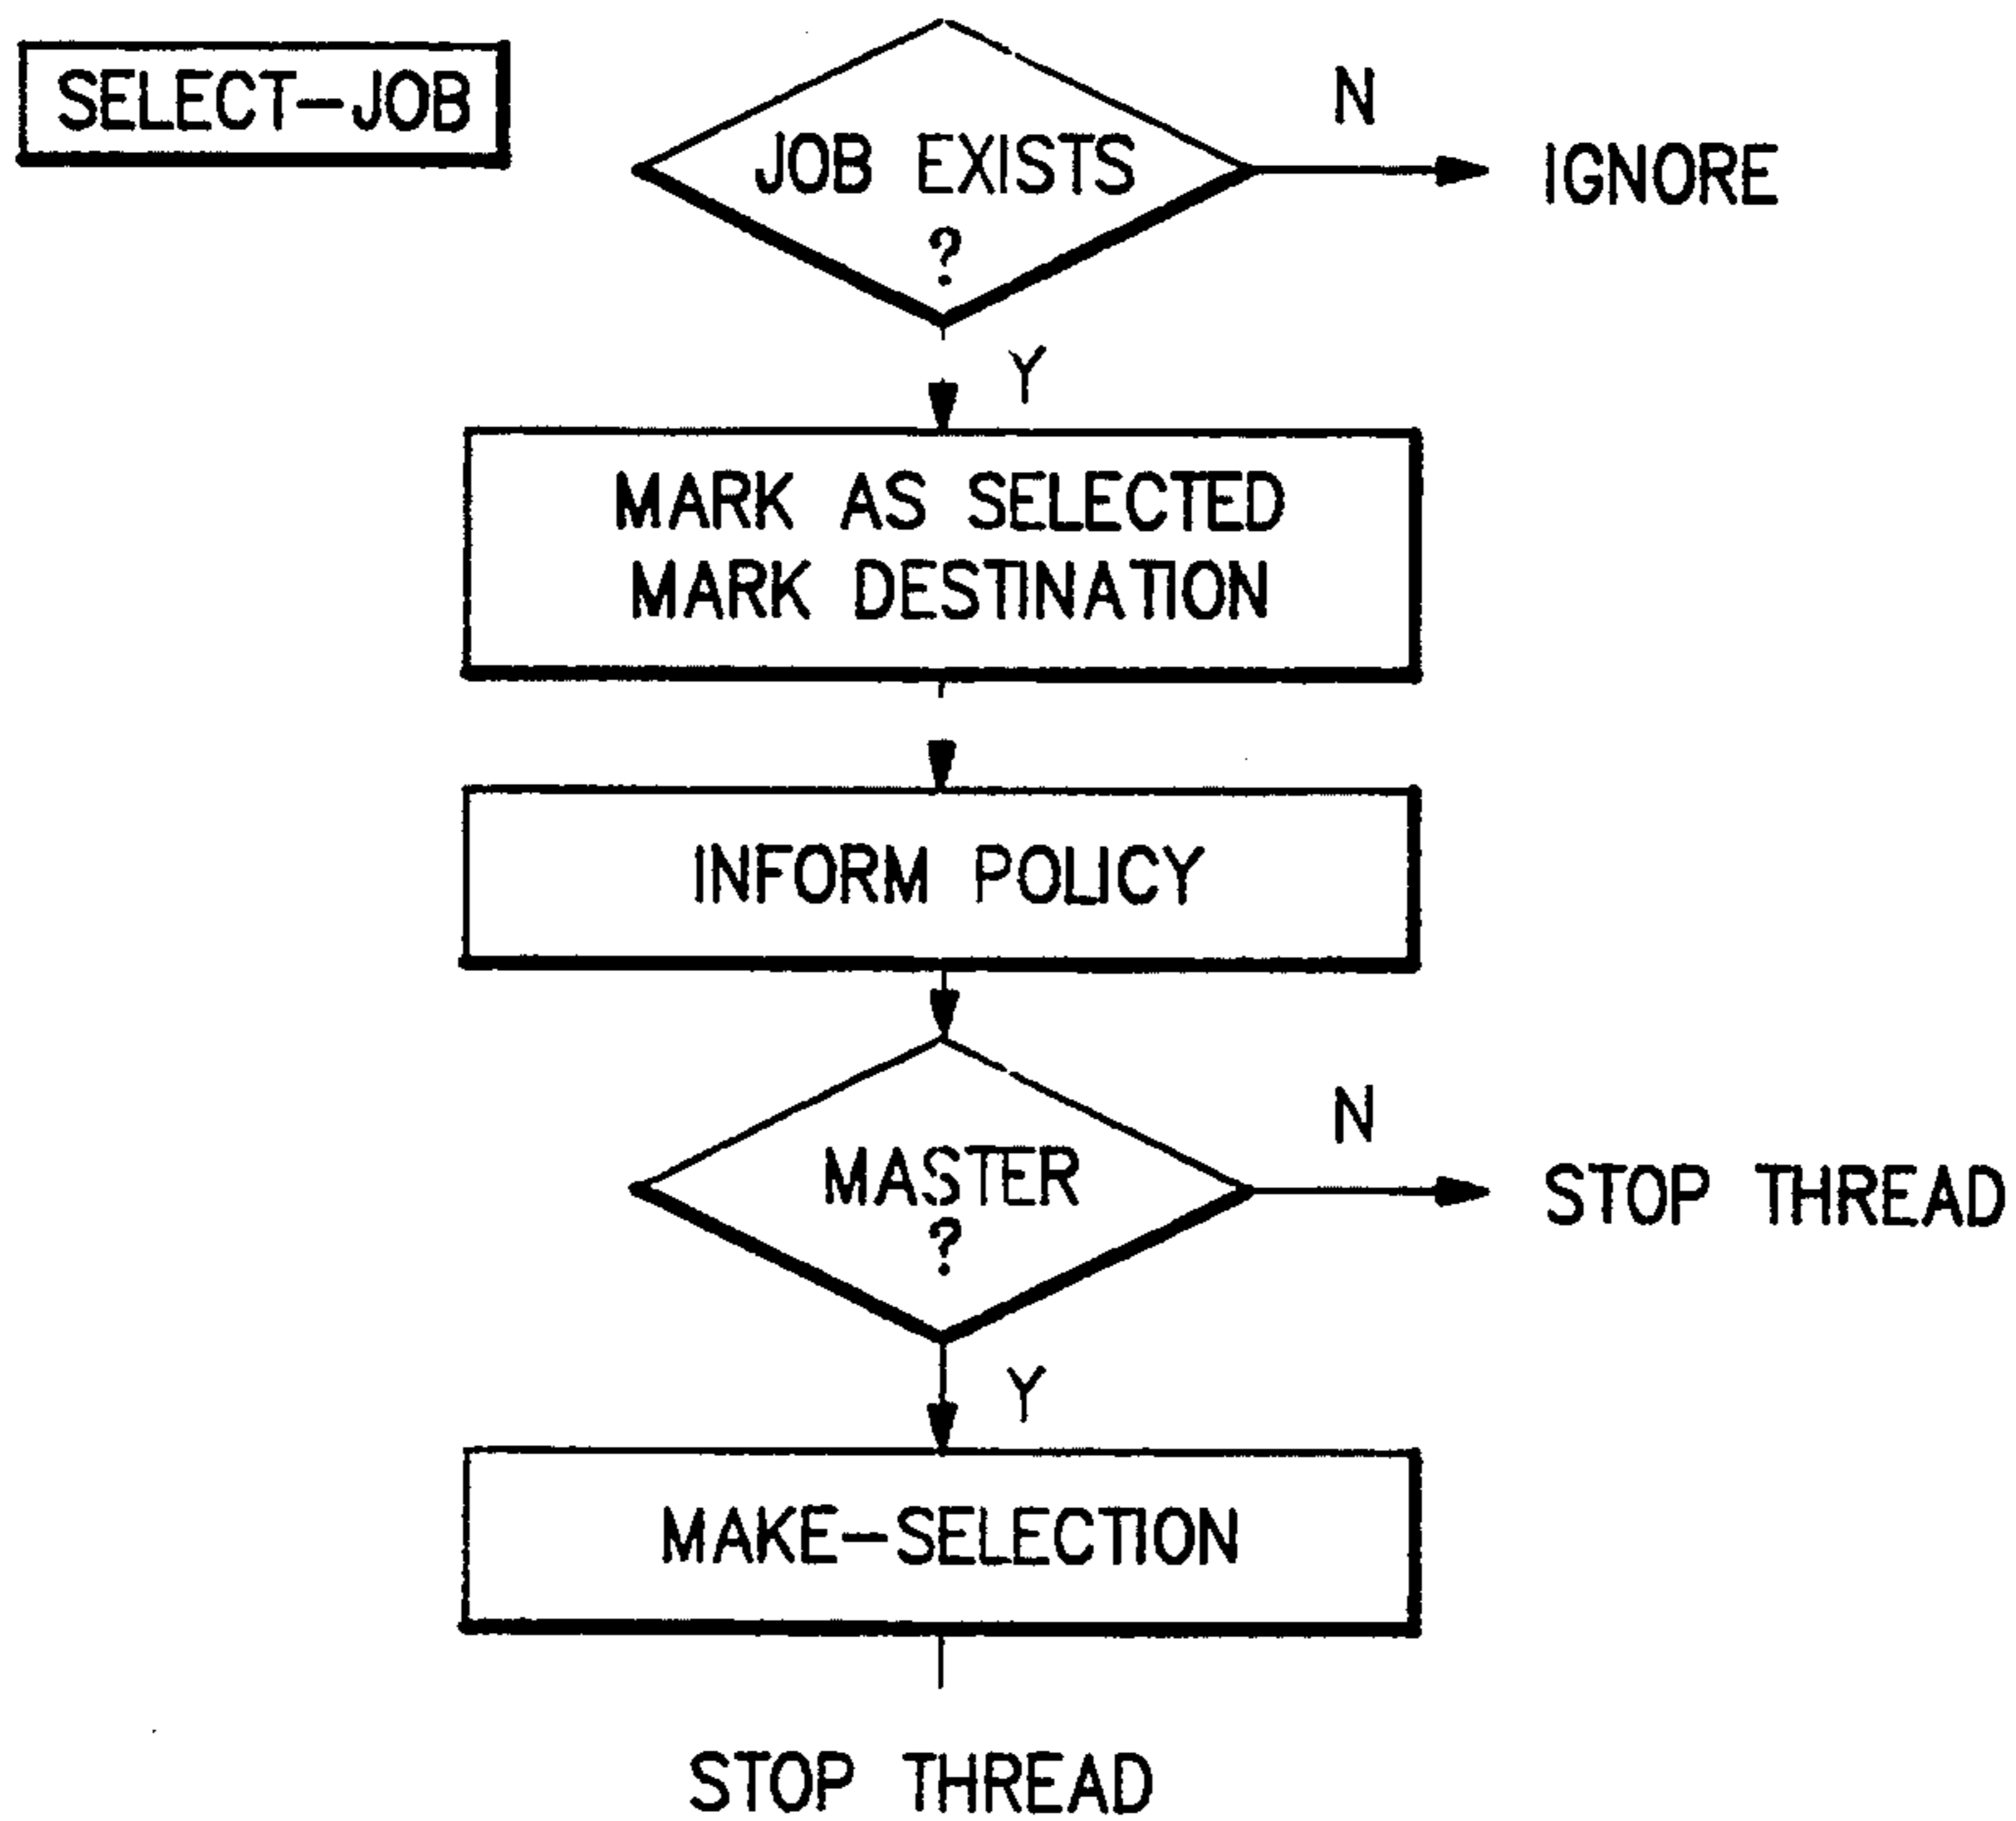 SELECT-JOB
JOB EXISTS
?
N
IGNORE
Y
MARK AS SELECTED
MARK DESTINATION
INFORM POLICY
MASTER
?
N
STOP THREAD
Y
MAKE-SELECTION
STOP THREAD